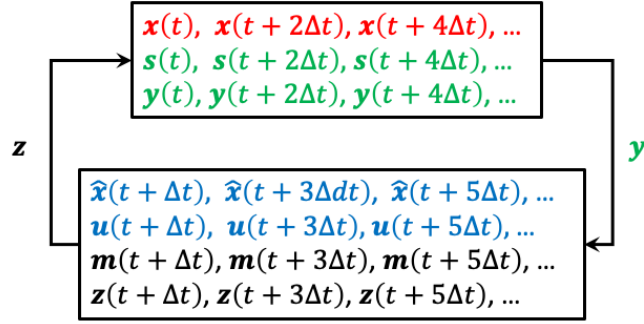 x(t), x(t + 2Δt), x(t + 4Δt), ...
s(t), s(t + 2Δt), s(t + 4Δt), ...
y(t), y(t + 2Δt), y(t + 4Δt), ...
z
y
x̂(t + Δt), x̂(t + 3Δdt), x̂(t + 5Δt), ...
u(t + Δt), u(t + 3Δt), u(t + 5Δt), ...
m(t + Δt), m(t + 3Δt), m(t + 5Δt), ...
z(t + Δt), z(t + 3Δt), z(t + 5Δt), ...